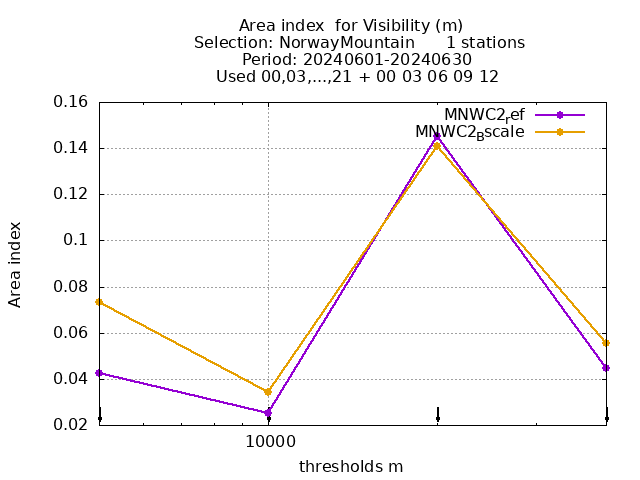 Area index  for Visibility (m)
Selection: NorwayMountain      1 stations
Period: 20240601-20240630
Used 00,03,...,21 + 00 03 06 09 12
MNWC2ref
MNWC2Bscale
0.16
0.14
0.12
0.1
0.08
0.06
0.04
0.02
Area index
10000
thresholds m